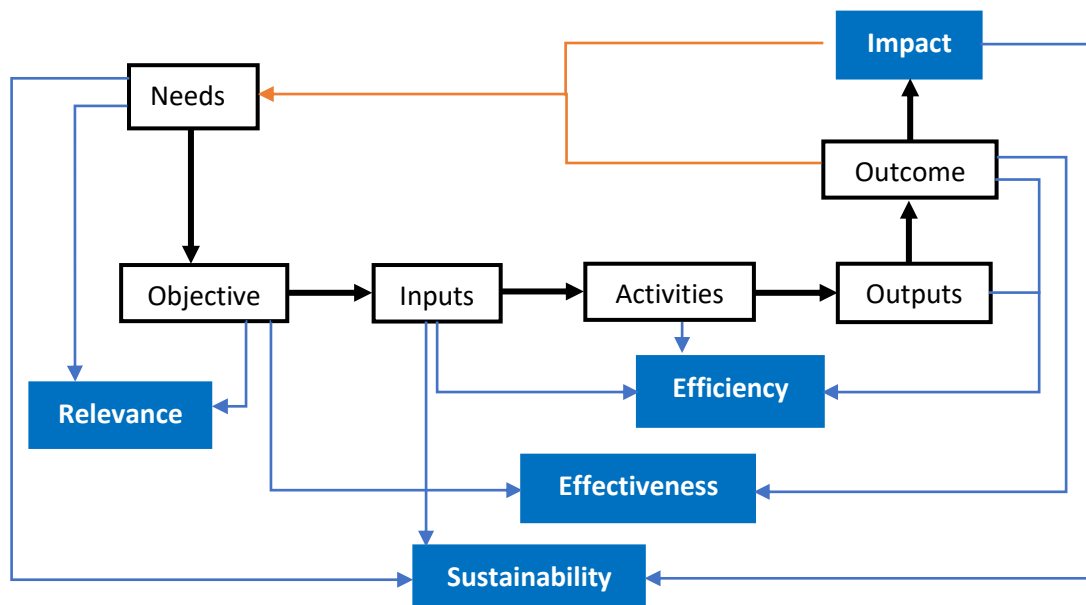 Impact
Needs
Outcome
Objective
Inputs
Activities
Outputs
Efficiency
Relevance
Effectiveness
Sustainability